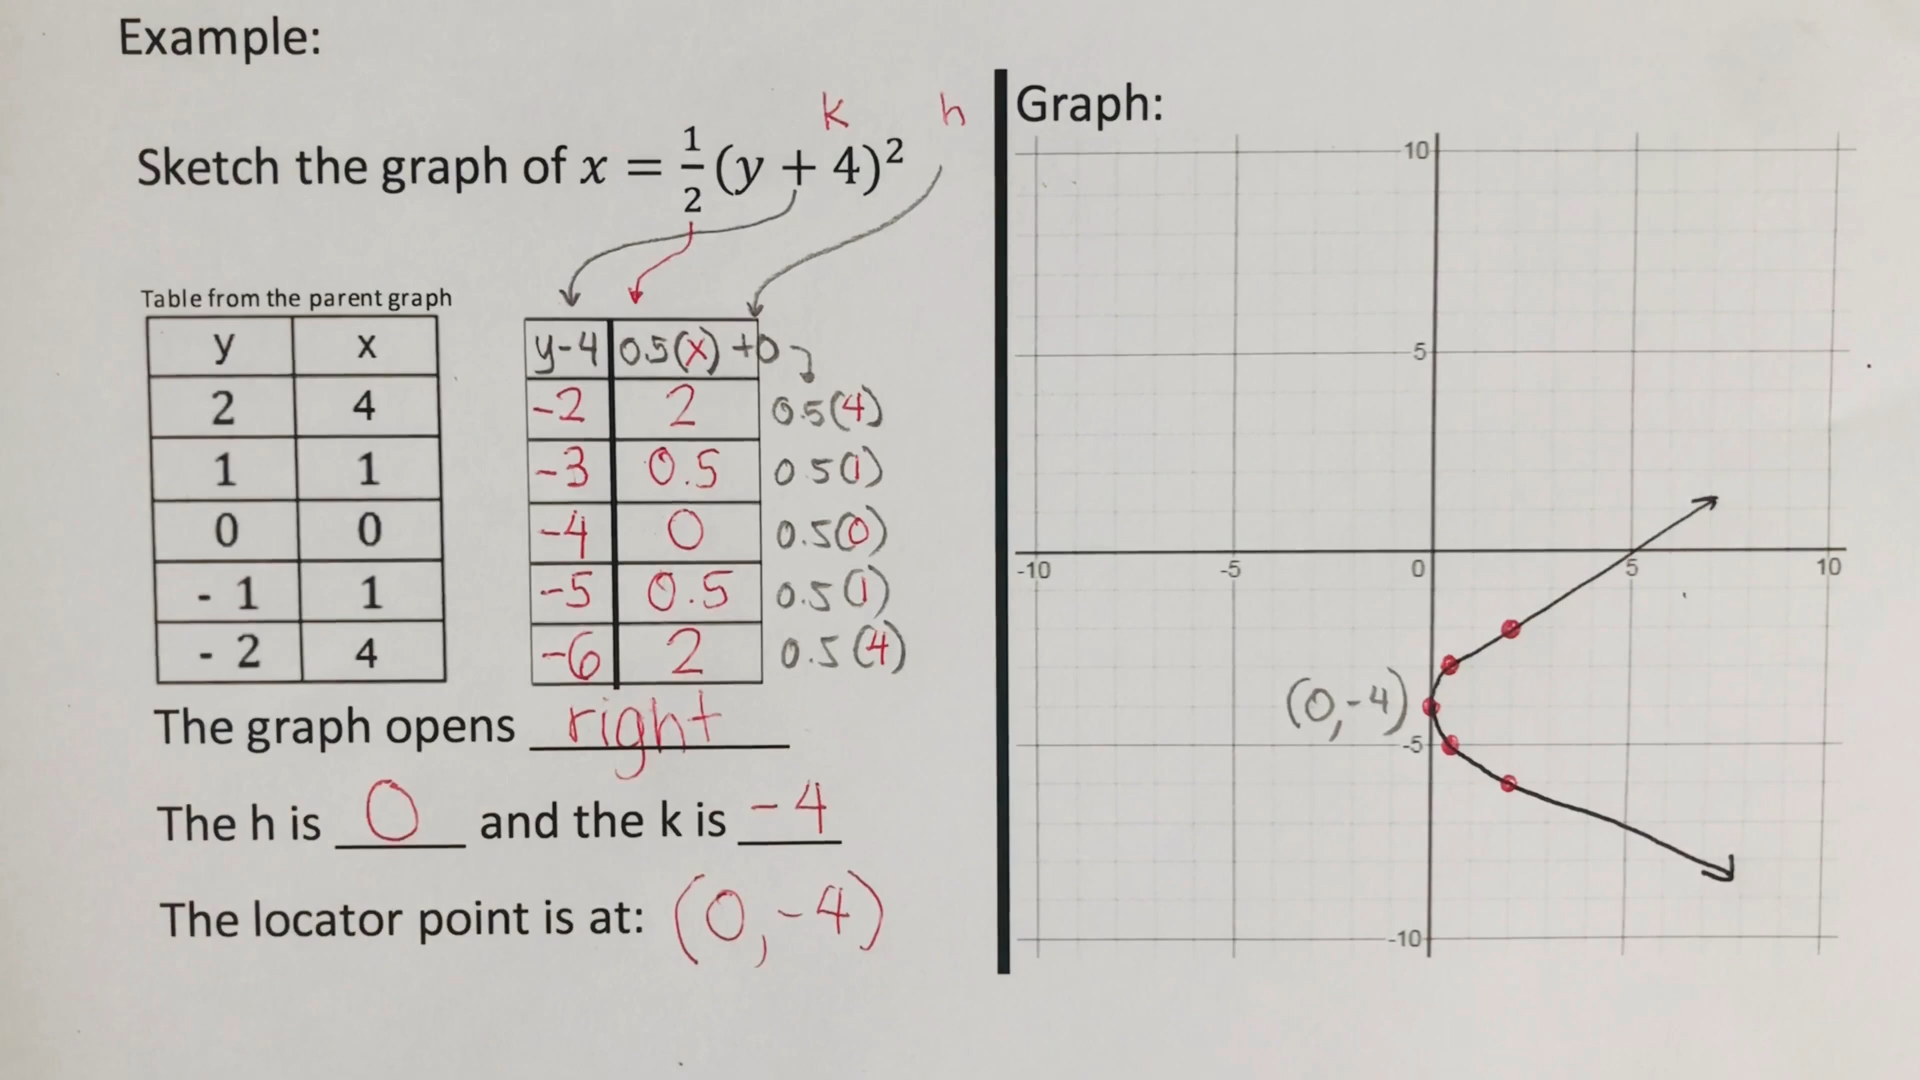 Example:
k h
Sketch the graph of x = 1/2 (y + 4)²
Table from the parent graph
y x
2 4
1 1
0 0
- 1 1
- 2 4
y-4 0.5(x) +0
-2 2 0.5(4)
-3 0.5 0.5(1)
-4 0 0.5(0)
-5 0.5 0.5(1)
-6 2 0.5(4)
The graph opens right
The h is 0 and the k is -4
The locator point is at: (0,-4)
Graph:
10
5
-10 -5 0 5 10
(0,-4)
-5
-10